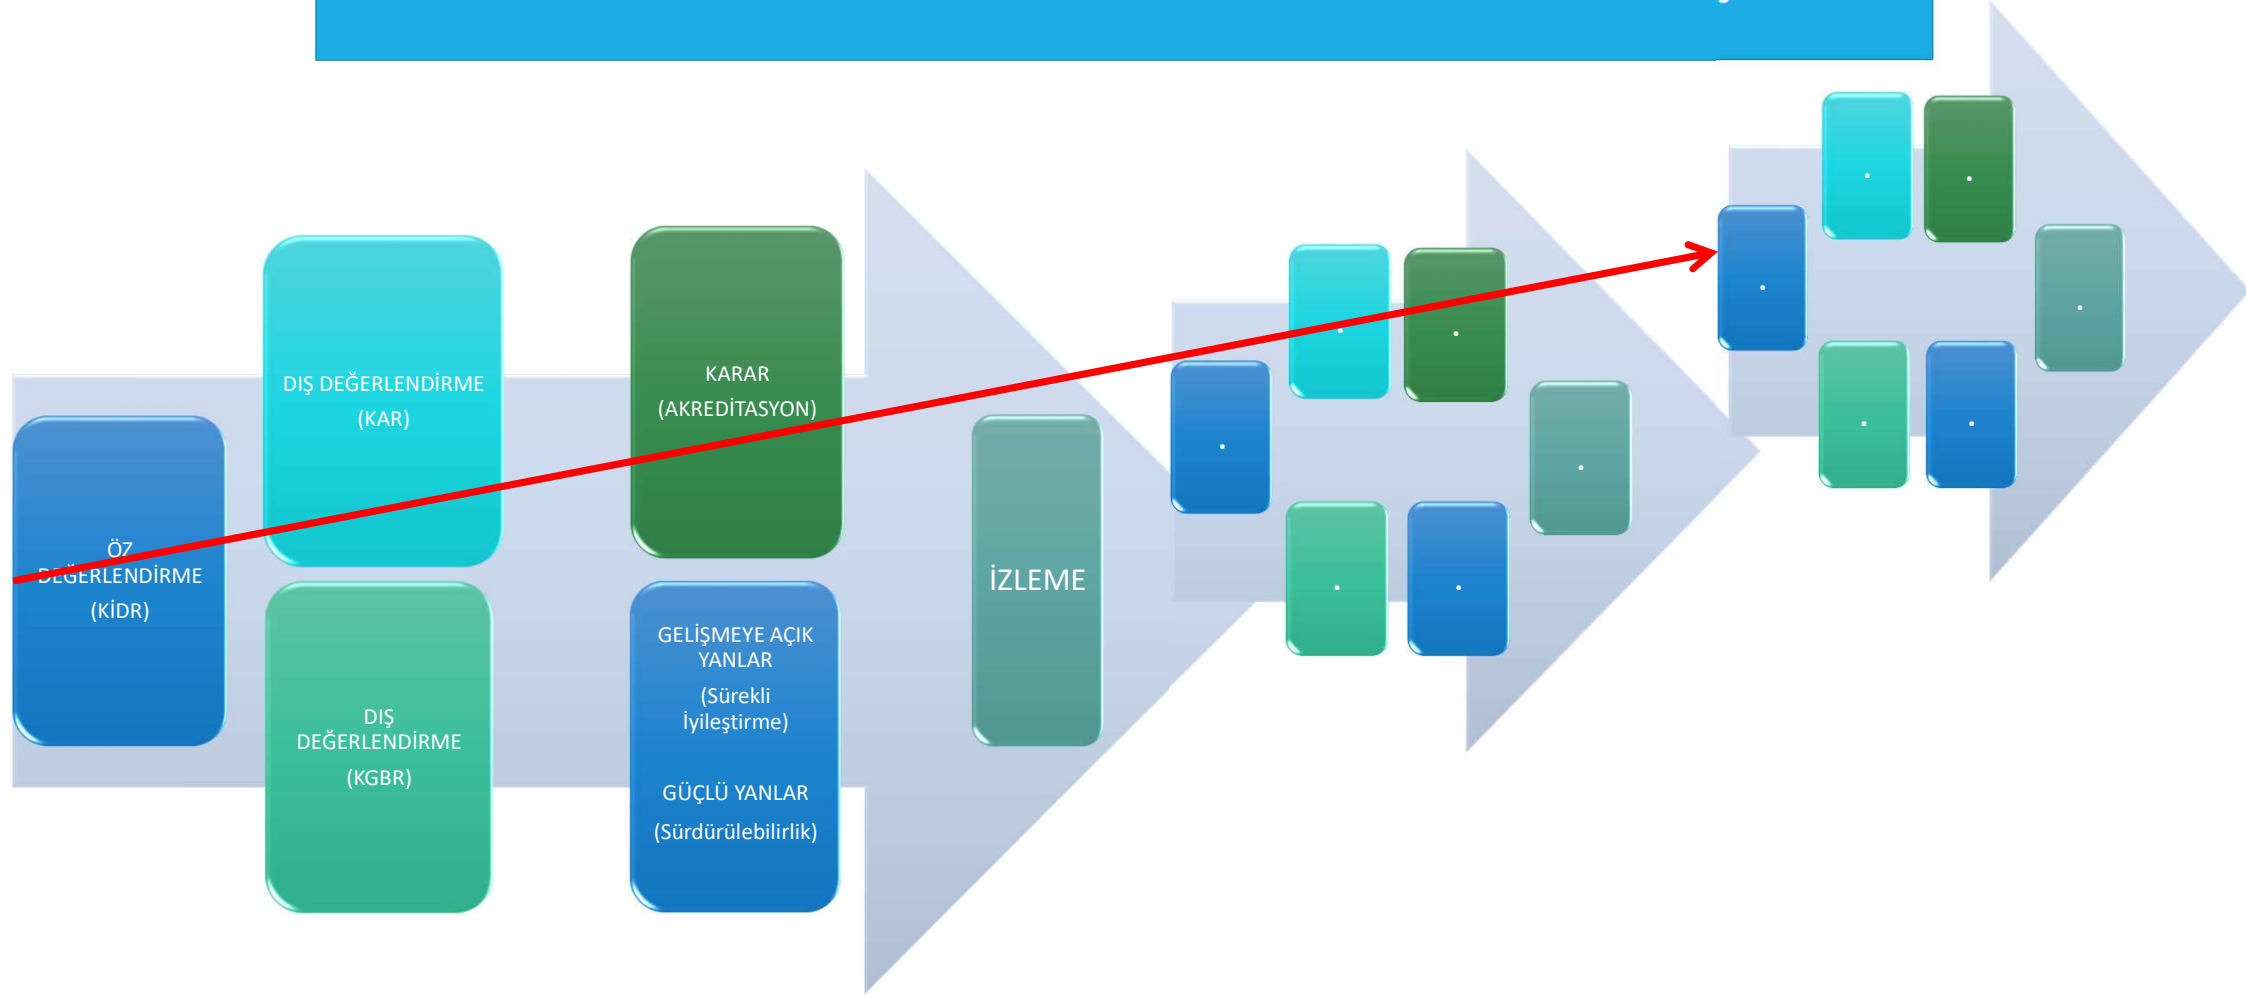 ÖZ
DEĞERLENDİRME
(KİDR)
DIŞ DEĞERLENDİRME
(KAR)
DIŞ
DEĞERLENDİRME
(KGBR)
KARAR
(AKREDİTASYON)
GELİŞMEYE AÇIK
YANLAR
(Sürekli
İyileştirme)
GÜÇLÜ YANLAR
(Sürdürülebilirlik)
İZLEME